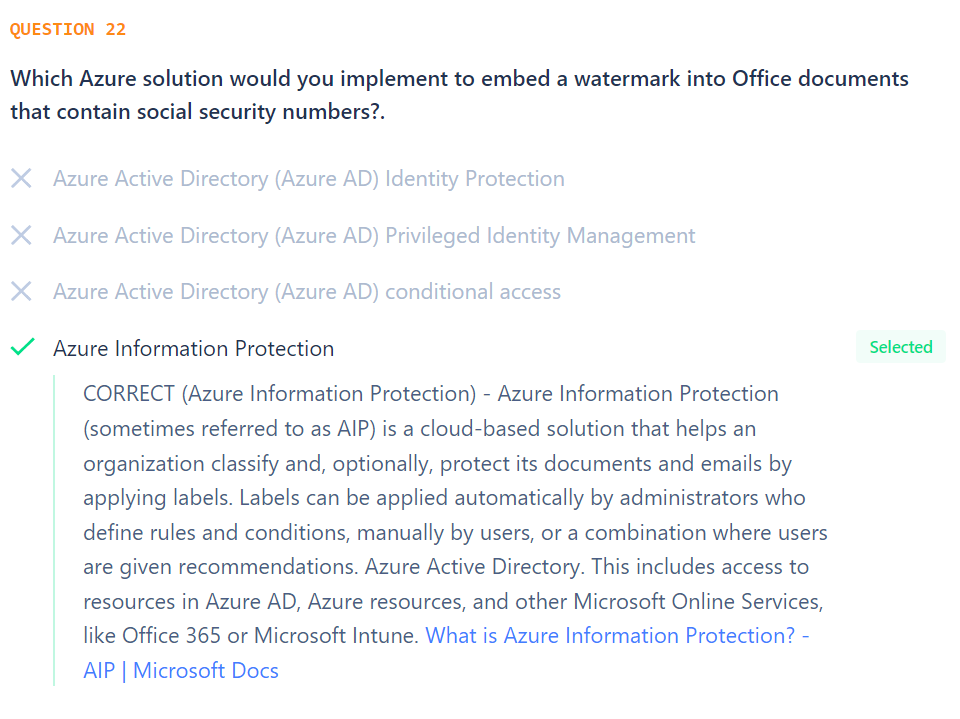 QUESTION 22
Which Azure solution would you implement to embed a watermark into Office documents
that contain social security numbers?.
Azure Active Directory (Azure AD) Identity Protection
Azure Active Directory (Azure AD) Privileged Identity Management
Azure Active Directory (Azure AD) conditional access
Azure Information Protection
Selected
CORRECT (Azure Information Protection) - Azure Information Protection
(sometimes referred to as AIP) is a cloud-based solution that helps an
organization classify and, optionally, protect its documents and emails by
applying labels. Labels can be applied automatically by administrators who
define rules and conditions, manually by users, or a combination where users
are given recommendations. Azure Active Directory. This includes access to
resources in Azure AD, Azure resources, and other Microsoft Online Services,
like Office 365 or Microsoft Intune. What is Azure Information Protection? -
AIP | Microsoft Docs